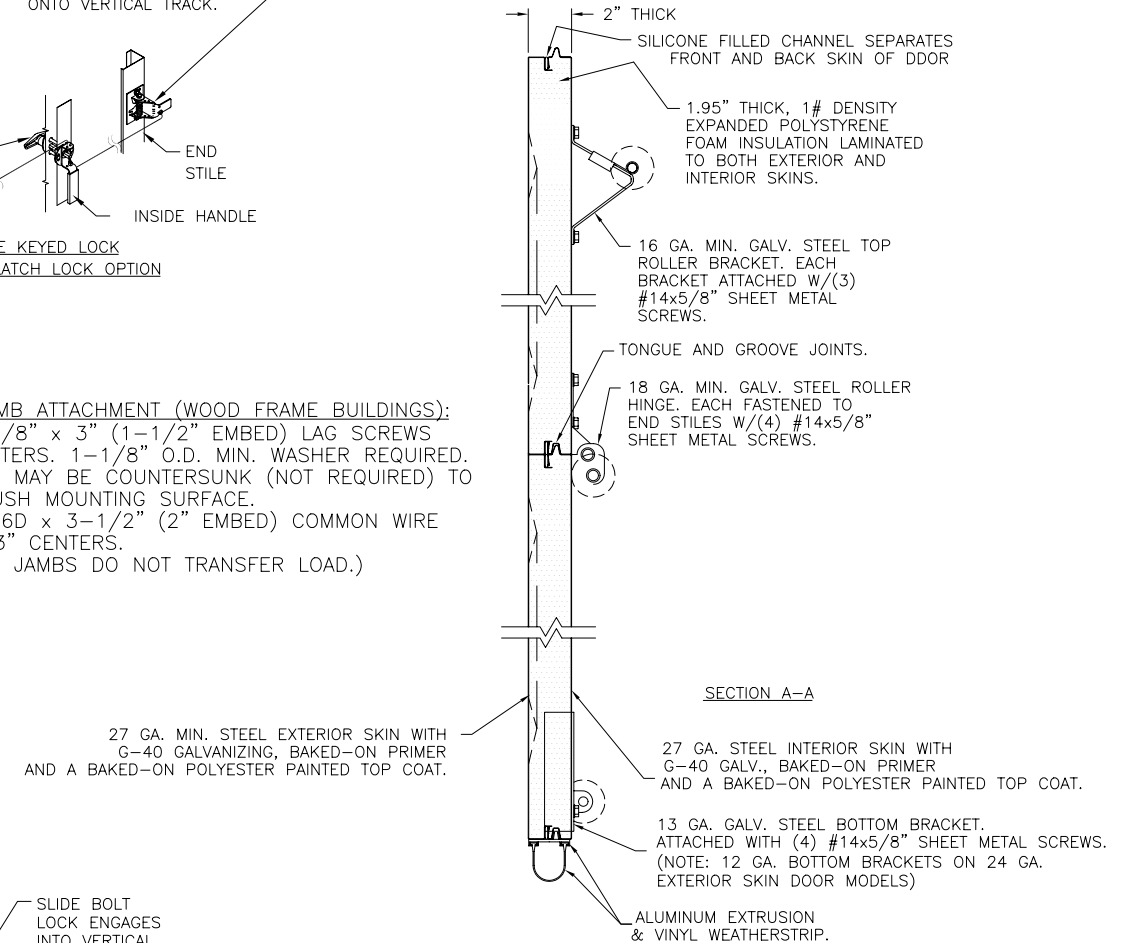 ONTO VERTICAL TRACK.
END
STILE
INSIDE HANDLE
KEYED LOCK
LATCH LOCK OPTION
2" THICK
SILICONE FILLED CHANNEL SEPARATES
FRONT AND BACK SKIN OF DDOR
1.95" THICK, 1# DENSITY
EXPANDED POLYSTYRENE
FOAM INSULATION LAMINATED
TO BOTH EXTERIOR AND
INTERIOR SKINS.
16 GA. MIN. GALV. STEEL TOP
ROLLER BRACKET. EACH
BRACKET ATTACHED W/(3)
#14x5/8" SHEET METAL
SCREWS.
TONGUE AND GROOVE JOINTS.
18 GA. MIN. GALV. STEEL ROLLER
HINGE. EACH FASTENED TO
END STILES W/(4) #14x5/8"
SHEET METAL SCREWS.
MB ATTACHMENT (WOOD FRAME BUILDINGS):
/8" x 3" (1-1/2" EMBED) LAG SCREWS
TERS. 1-1/8" O.D. MIN. WASHER REQUIRED.
MAY BE COUNTERSUNK (NOT REQUIRED) TO
USH MOUNTING SURFACE.
6D x 3-1/2" (2" EMBED) COMMON WIRE
3" CENTERS.
JAMBS DO NOT TRANSFER LOAD.)
SECTION A-A
27 GA. MIN. STEEL EXTERIOR SKIN WITH
G-40 GALVANIZING, BAKED-ON PRIMER
AND A BAKED-ON POLYESTER PAINTED TOP COAT.
27 GA. STEEL INTERIOR SKIN WITH
G-40 GALV., BAKED-ON PRIMER
AND A BAKED-ON POLYESTER PAINTED TOP COAT.
13 GA. GALV. STEEL BOTTOM BRACKET.
ATTACHED WITH (4) #14x5/8" SHEET METAL SCREWS.
(NOTE: 12 GA. BOTTOM BRACKETS ON 24 GA.
EXTERIOR SKIN DOOR MODELS)
ALUMINUM EXTRUSION
& VINYL WEATHERSTRIP.
SLIDE BOLT
LOCK ENGAGES
INTO VERTICAL